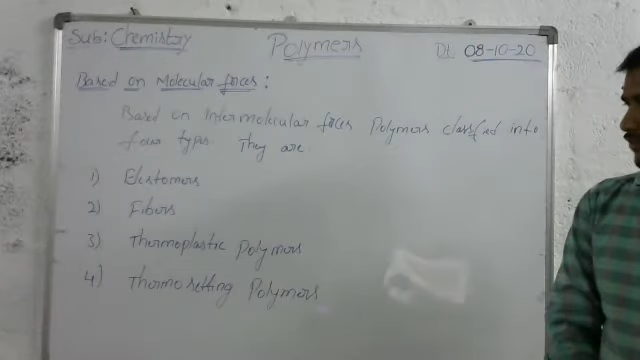 Sub: Chemistry
Polymers
Dt. 08-10-20
Based on Molecular forces:
Based on Intermolecular forces Polymers classified into
four types. They are
1) Elestomers
2) Fibers
3) Thermoplastic Polymers
4) Thermosetting Polymers